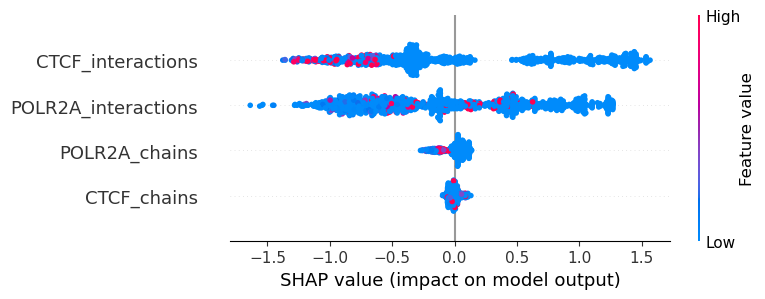 High
CTCF_interactions
POLR2A_interactions
POLR2A_chains
CTCF_chains
Feature value
Low
−1.5 −1.0 −0.5 0.0 0.5 1.0 1.5
SHAP value (impact on model output)